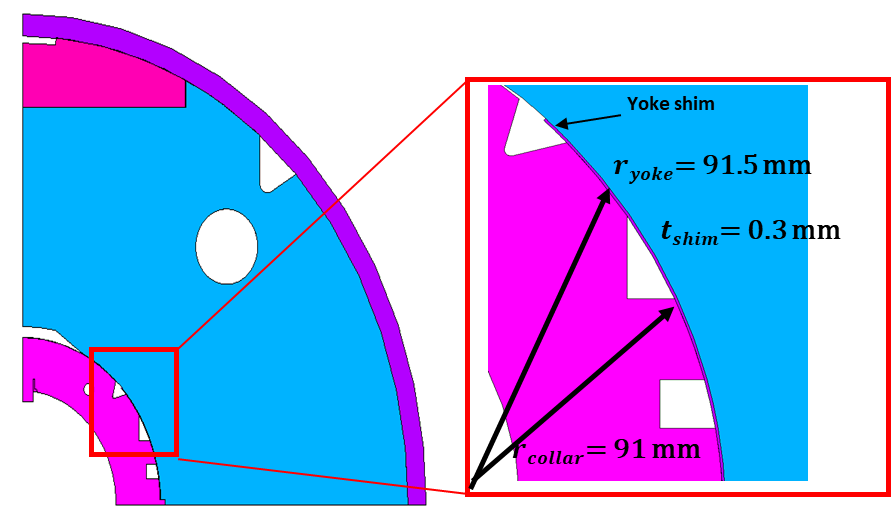 Yoke shim
r_yoke = 91.5 mm
t_shim = 0.3 mm
r_collar = 91 mm